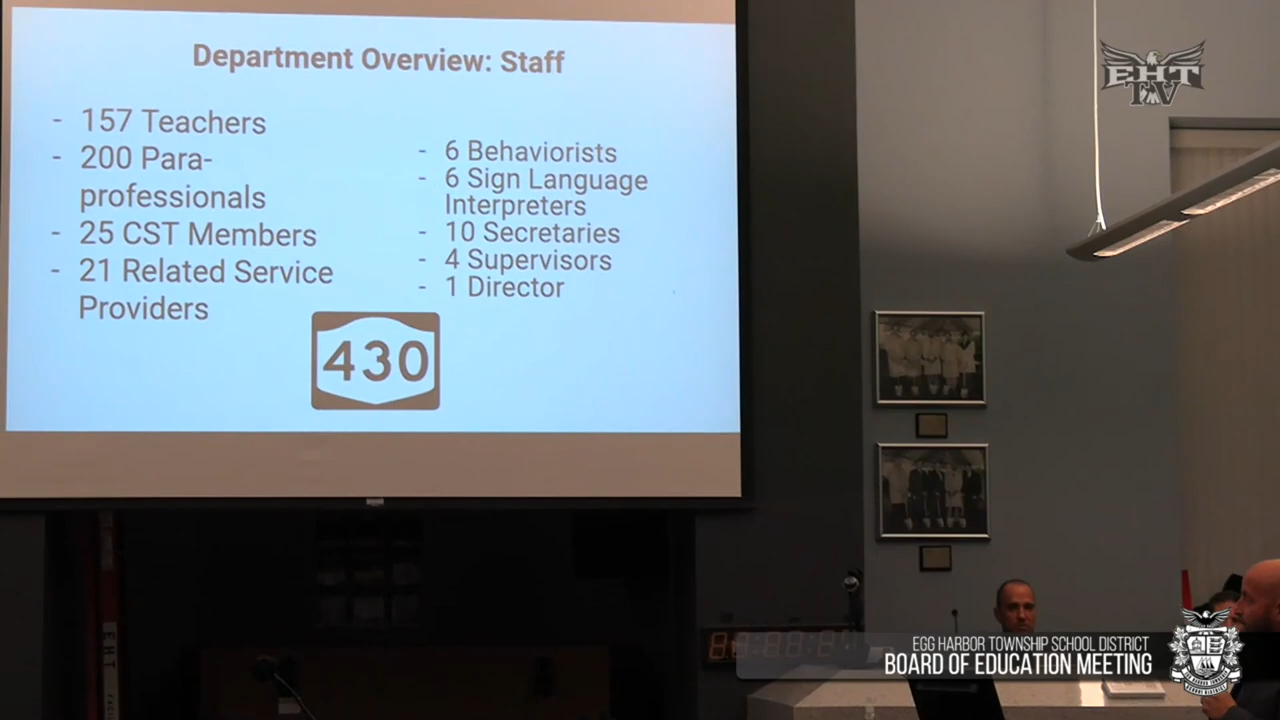 Department Overview: Staff
- 157 Teachers
- 200 Para-
professionals
- 25 CST Members
- 21 Related Service
Providers
- 6 Behaviorists
- 6 Sign Language
Interpreters
- 10 Secretaries
- 4 Supervisors
- 1 Director
430
EHT
TV
EHT
EGG HARBOR TOWNSHIP SCHOOL DISTRICT
BOARD OF EDUCATION MEETING